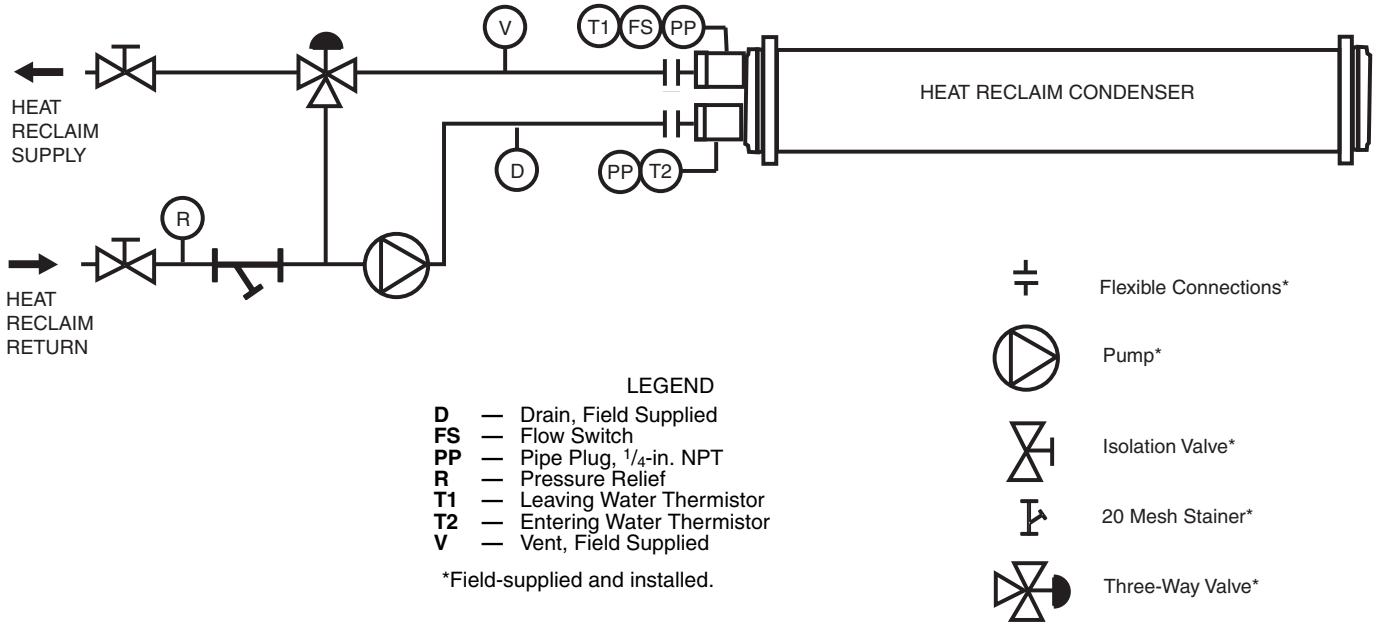 V
T1 FS PP
HEAT RECLAIM CONDENSER
HEAT
RECLAIM
SUPPLY
D
PP T2
R
HEAT
RECLAIM
RETURN
LEGEND
D — Drain, Field Supplied
FS — Flow Switch
PP — Pipe Plug, 1/4-in. NPT
R — Pressure Relief
T1 — Leaving Water Thermistor
T2 — Entering Water Thermistor
V — Vent, Field Supplied
*Field-supplied and installed.
Flexible Connections*
Pump*
Isolation Valve*
20 Mesh Stainer*
Three-Way Valve*